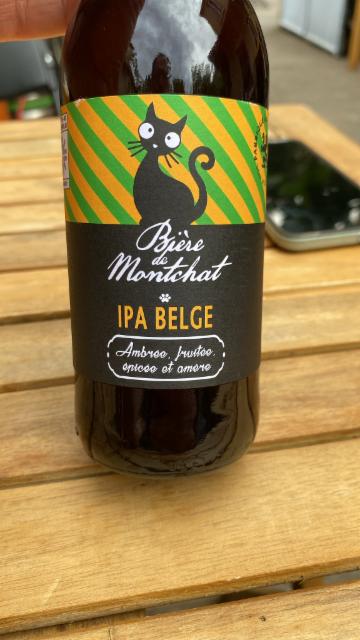 Bière
de
Montchat
IPA BELGE
Ambrée, fruitée,
épicée et amère